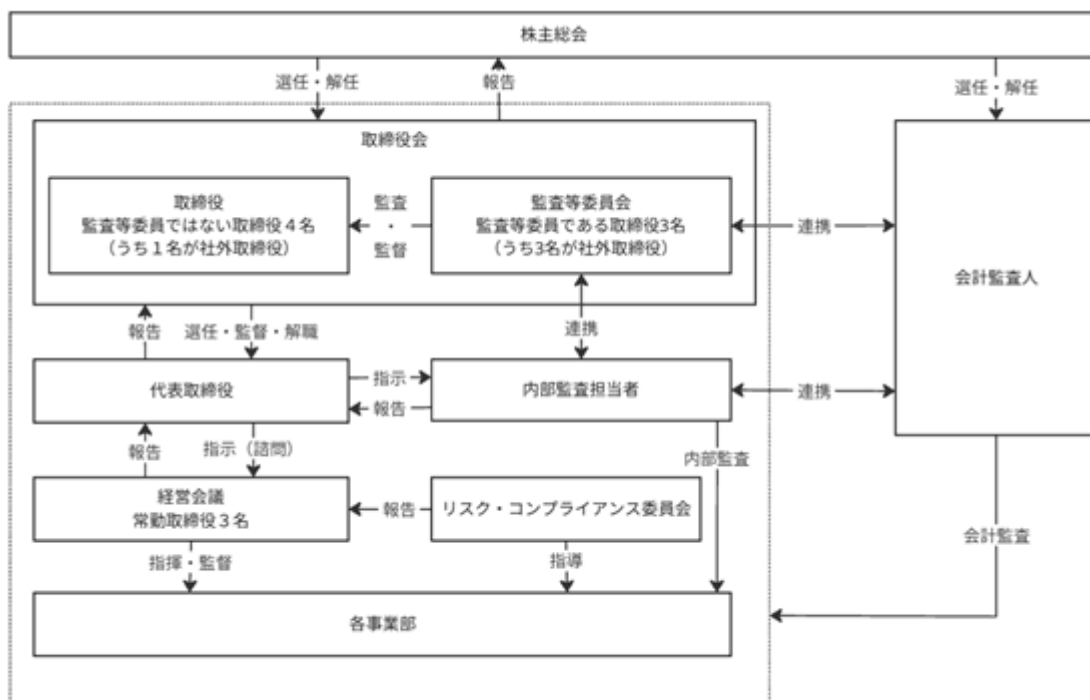 株主総会
選任・解任
報告
選任・解任
取締役会
取締役
監査等委員ではない取締役４名
（うち１名が社外取締役）
監査
・
監督
監査等委員会
監査等委員である取締役3名
（うち3名が社外取締役）
連携
会計監査人
報告
選任・監督・解職
連携
代表取締役
指示
報告
内部監査担当者
連携
報告
指示（諮問）
内部監査
経営会議
常勤取締役３名
報告
リスク・コンプライアンス委員会
会計監査
指揮・監督
指導
各事業部